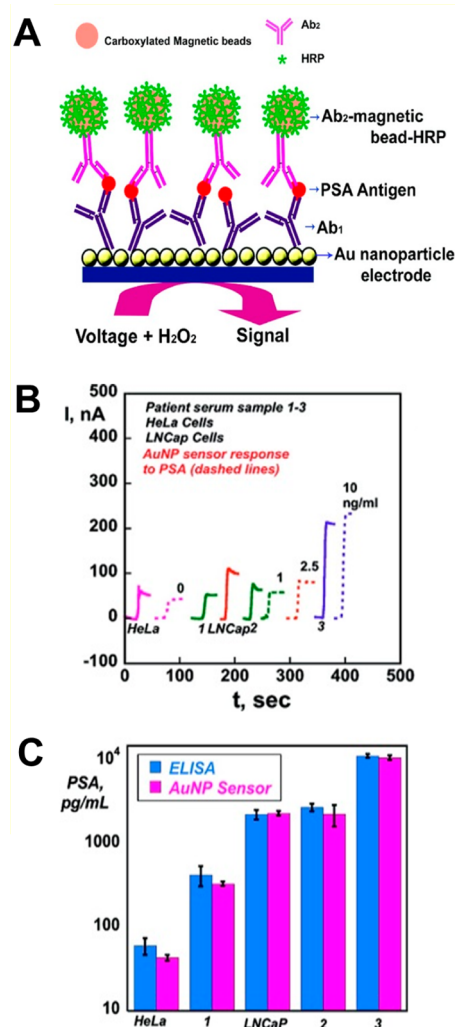 A
Carboxylated Magnetic beads
Ab2
HRP
Ab2-magnetic
bead-HRP
PSA Antigen
Ab1
Au nanoparticle
electrode
Voltage + H2O2
Signal
B
I, nA
500
400
300
200
100
0
-100
Patient serum sample 1-3
HeLa Cells
LNCap Cells
AuNP sensor response
to PSA (dashed lines)
10
ng/ml
2.5
1
0
HeLa
1 LNCap2
3
0 100 200 300 400 500
t, sec
C
PSA,
pg/mL
10⁴
1000
100
10
ELISA
AuNP Sensor
HeLa 1 LNCaP 2 3